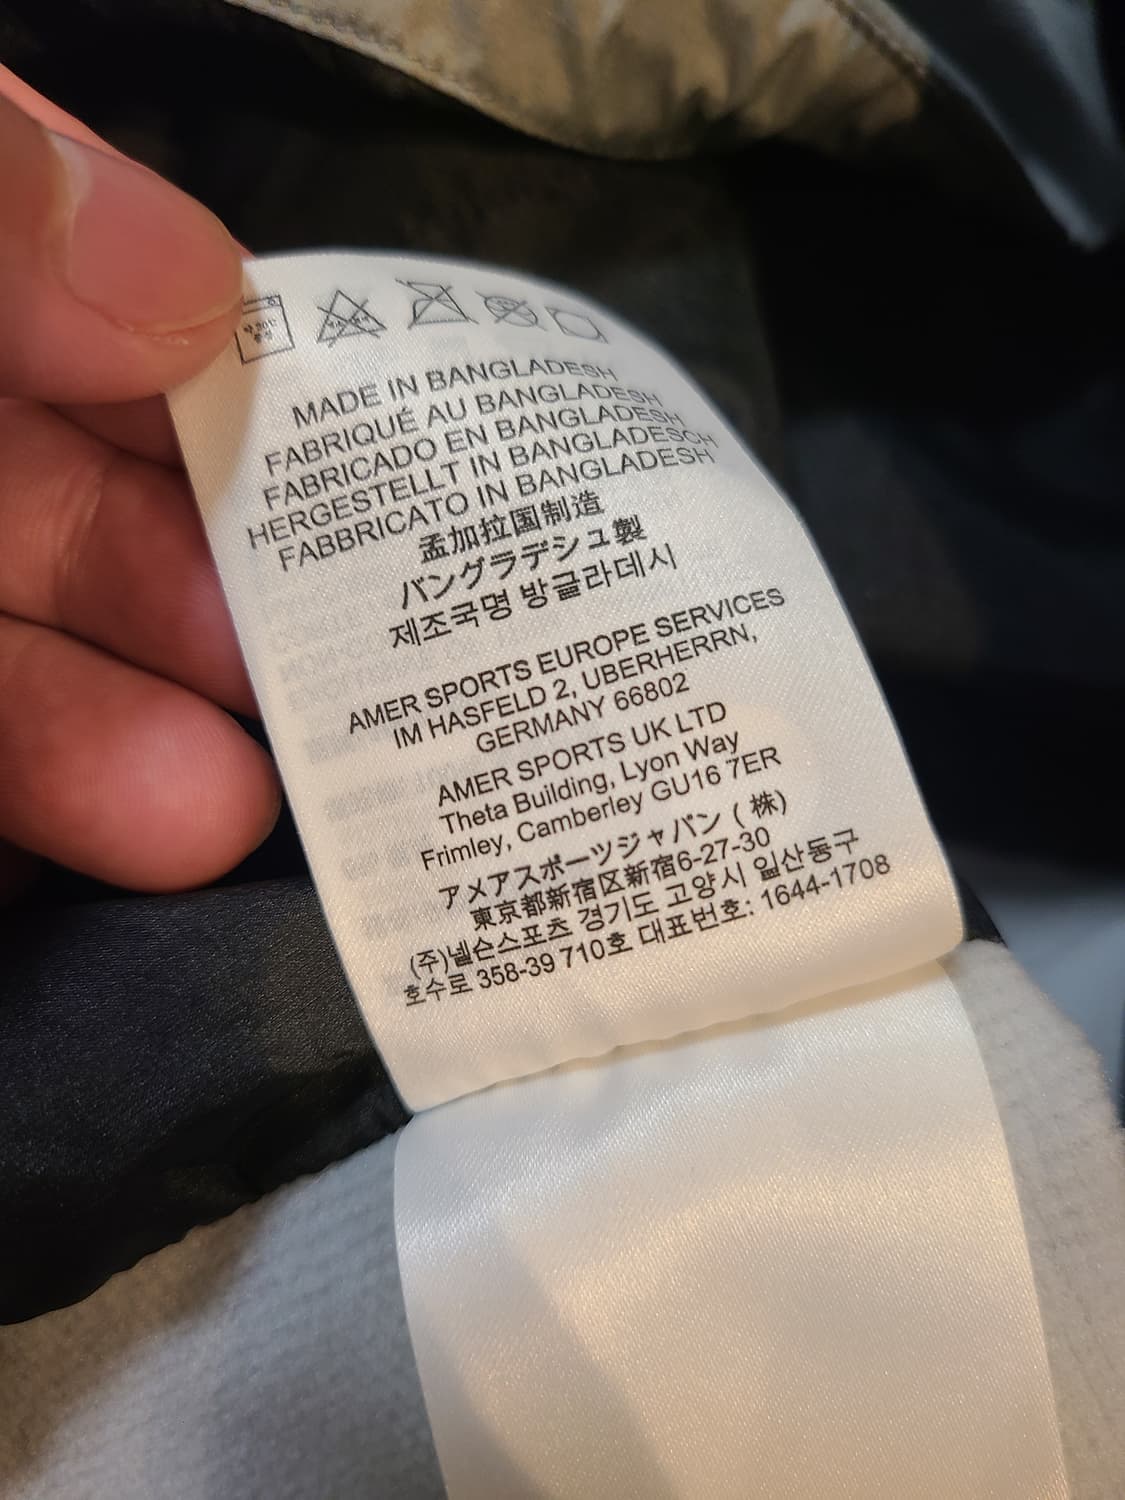 약 30℃
중성
MADE IN BANGLADESH
FABRIQUÉ AU BANGLADESH
FABRICADO EN BANGLADESH
HERGESTELLT IN BANGLADESCH
FABBRICATO IN BANGLADESH
孟加拉国制造
バングラデシュ製
제조국명 방글라데시
AMER SPORTS EUROPE SERVICES
IM HASFELD 2, UBERHERRN,
GERMANY 66802
AMER SPORTS UK LTD
Theta Building, Lyon Way
Frimley, Camberley GU16 7ER
アメアスポーツジャパン (株)
東京都新宿区新宿6-27-30
(주)넬슨스포츠 경기도 고양시 일산동구
호수로 358-39 710호 대표번호: 1644-1708